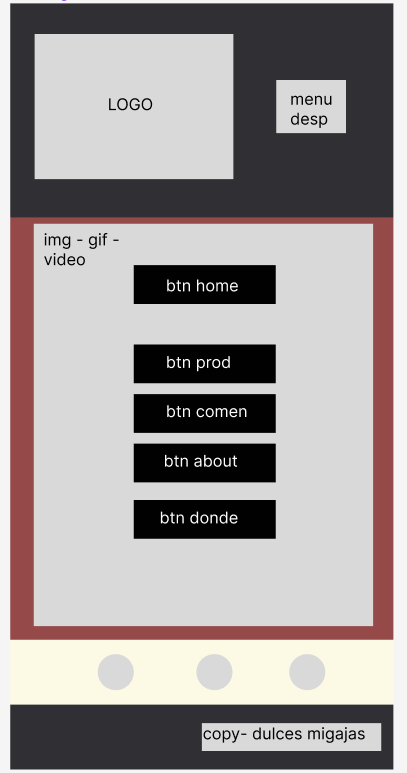 LOGO
menu
desp
img - gif -
video
btn home
btn prod
btn comen
btn about
btn donde
copy- dulces migajas